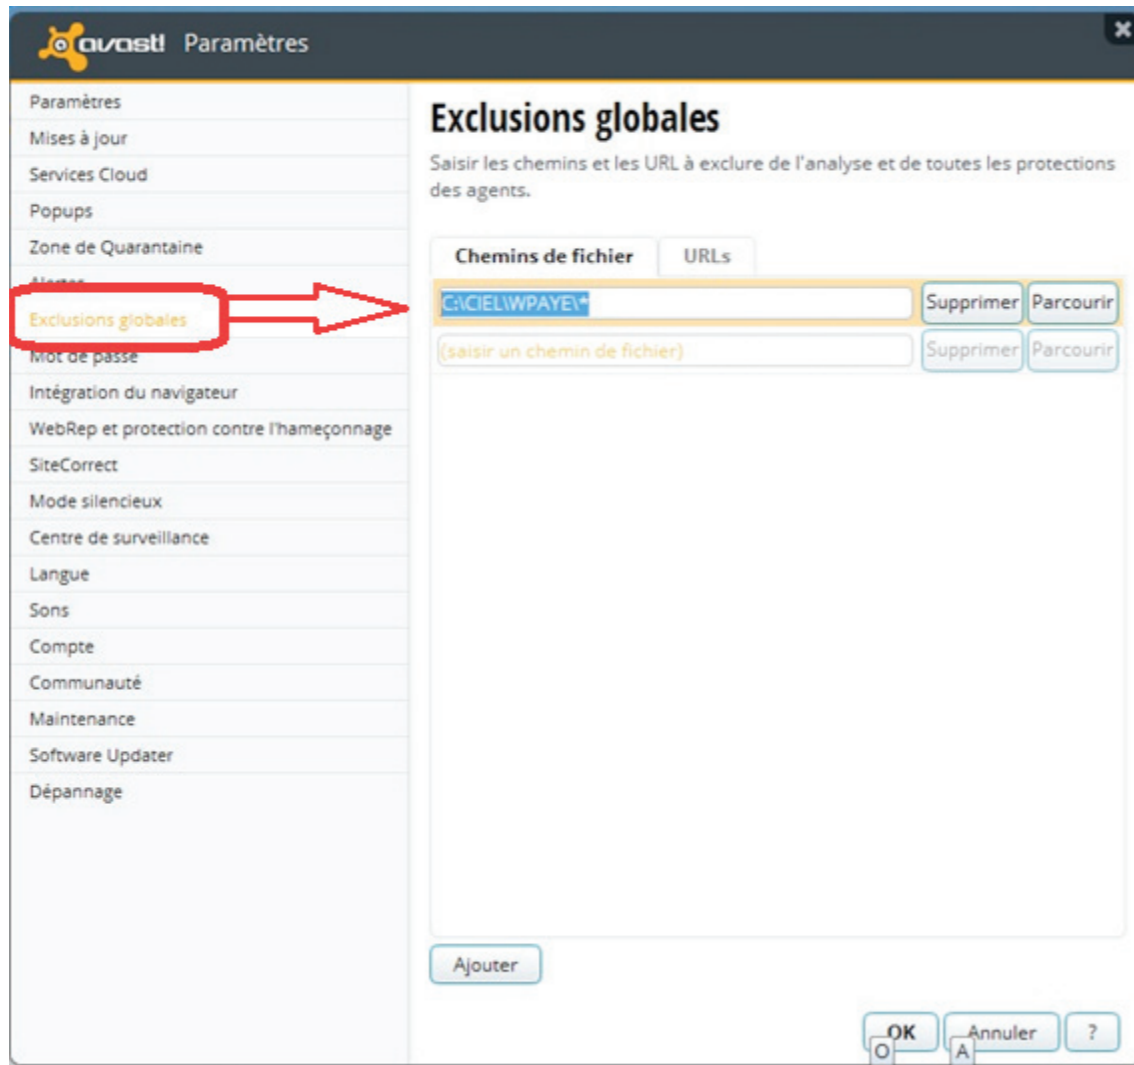 avast! Paramètres
Paramètres
Mises à jour
Services Cloud
Popups
Zone de Quarantaine
Alertes
Exclusions globales
Mot de passe
Intégration du navigateur
WebRep et protection contre l'hameçonnage
SiteCorrect
Mode silencieux
Centre de surveillance
Langue
Sons
Compte
Communauté
Maintenance
Software Updater
Dépannage
Exclusions globales
Saisir les chemins et les URL à exclure de l'analyse et de toutes les protections
des agents.
Chemins de fichier URLs
C:\CIEL\WPAYE\* Supprimer Parcourir
(saisir un chemin de fichier) Supprimer Parcourir
Ajouter
OK Annuler ?
O A